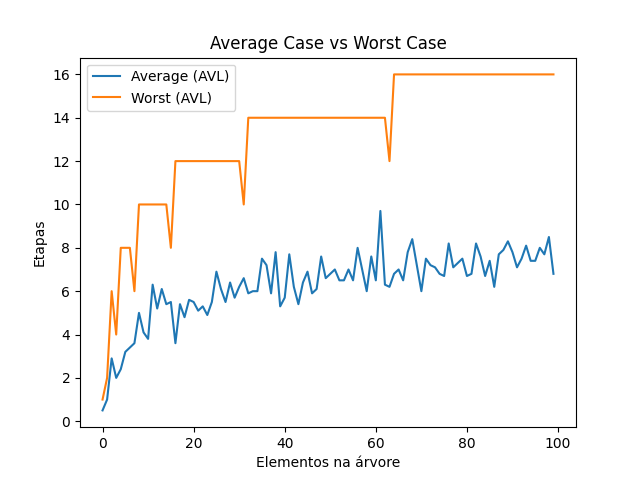 Average Case vs Worst Case
Average (AVL)
Worst (AVL)
Etapas
16
14
12
10
8
6
4
2
0
0 20 40 60 80 100
Elementos na árvore